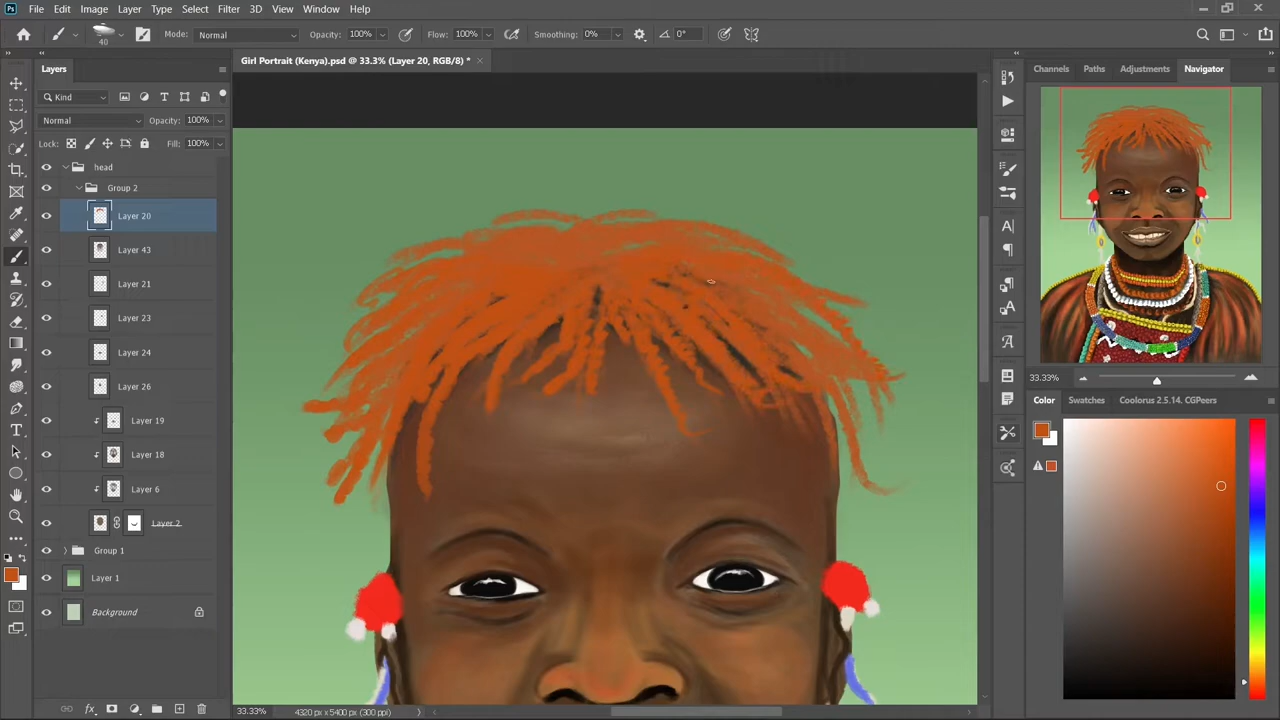 Ps File Edit Image Layer Type Select Filter 3D View Window Help
40 Mode: Normal Opacity: 100% Flow: 100% Smoothing: 0% 0°
Layers
Girl Portrait (Kenya).psd @ 33.3% (Layer 20, RGB/8) *
Channels Paths Adjustments Navigator
Kind
Normal Opacity: 100%
Lock: Fill: 100%
head
Group 2
Layer 20
Layer 43
Layer 21
Layer 23
Layer 24
Layer 26
Layer 19
Layer 18
Layer 6
Layer 2
Group 1
Layer 1
Background
33.33%
Color Swatches Coolorus 2.5.14. CGPeers
33.33% 4320 px x 5400 px (300 ppi)
fx